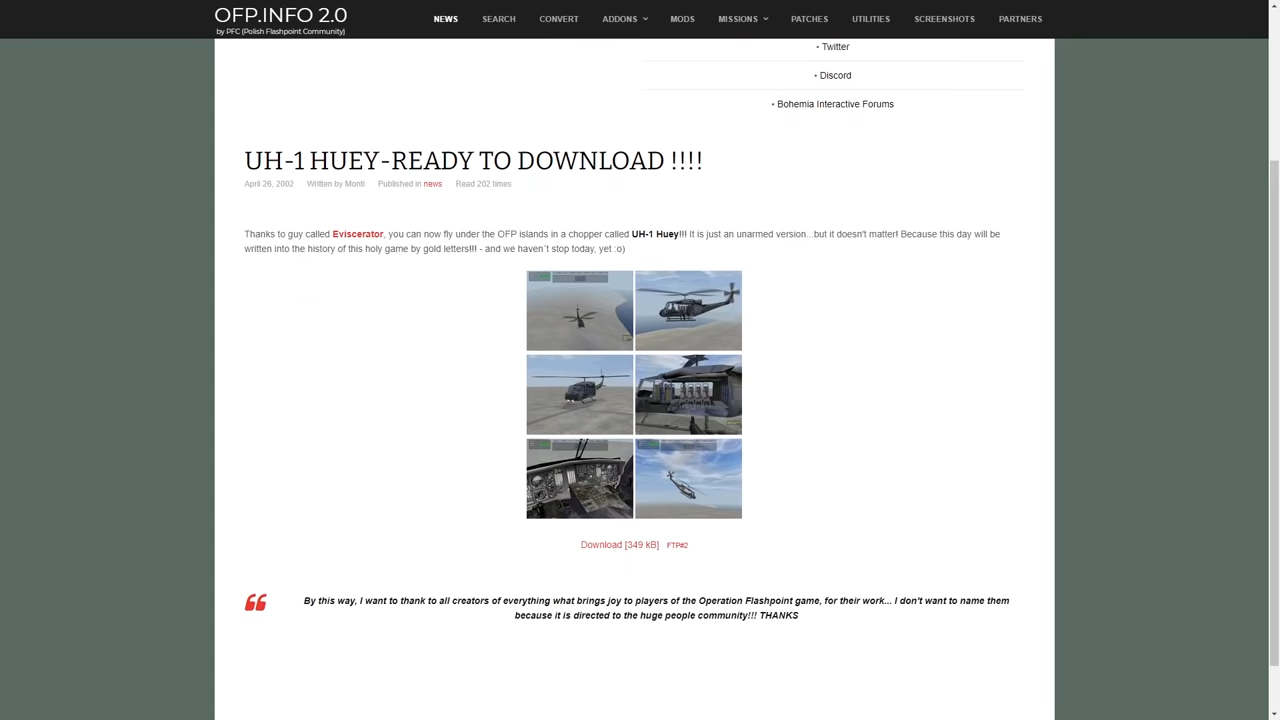 OFP.INFO 2.0
by PFC (Polish Flashpoint Community)
NEWS SEARCH CONVERT ADDONS MODS MISSIONS PATCHES UTILITIES SCREENSHOTS PARTNERS
• Twitter
• Discord
• Bohemia Interactive Forums
UH-1 HUEY-READY TO DOWNLOAD !!!!
April 26, 2002 Written by Monti Published in news Read 202 times
Thanks to guy called Eviscerator, you can now fly under the OFP islands in a chopper called UH-1 Huey!!! It is just an unarmed version...but it doesn't matter! Because this day will be
written into the history of this holy game by gold letters!!! - and we haven´t stop today, yet :o)
Download [349 kB] FTP#2
By this way, I want to thank to all creators of everything what brings joy to players of the Operation Flashpoint game, for their work... I don't want to name them
because it is directed to the huge people community!!! THANKS